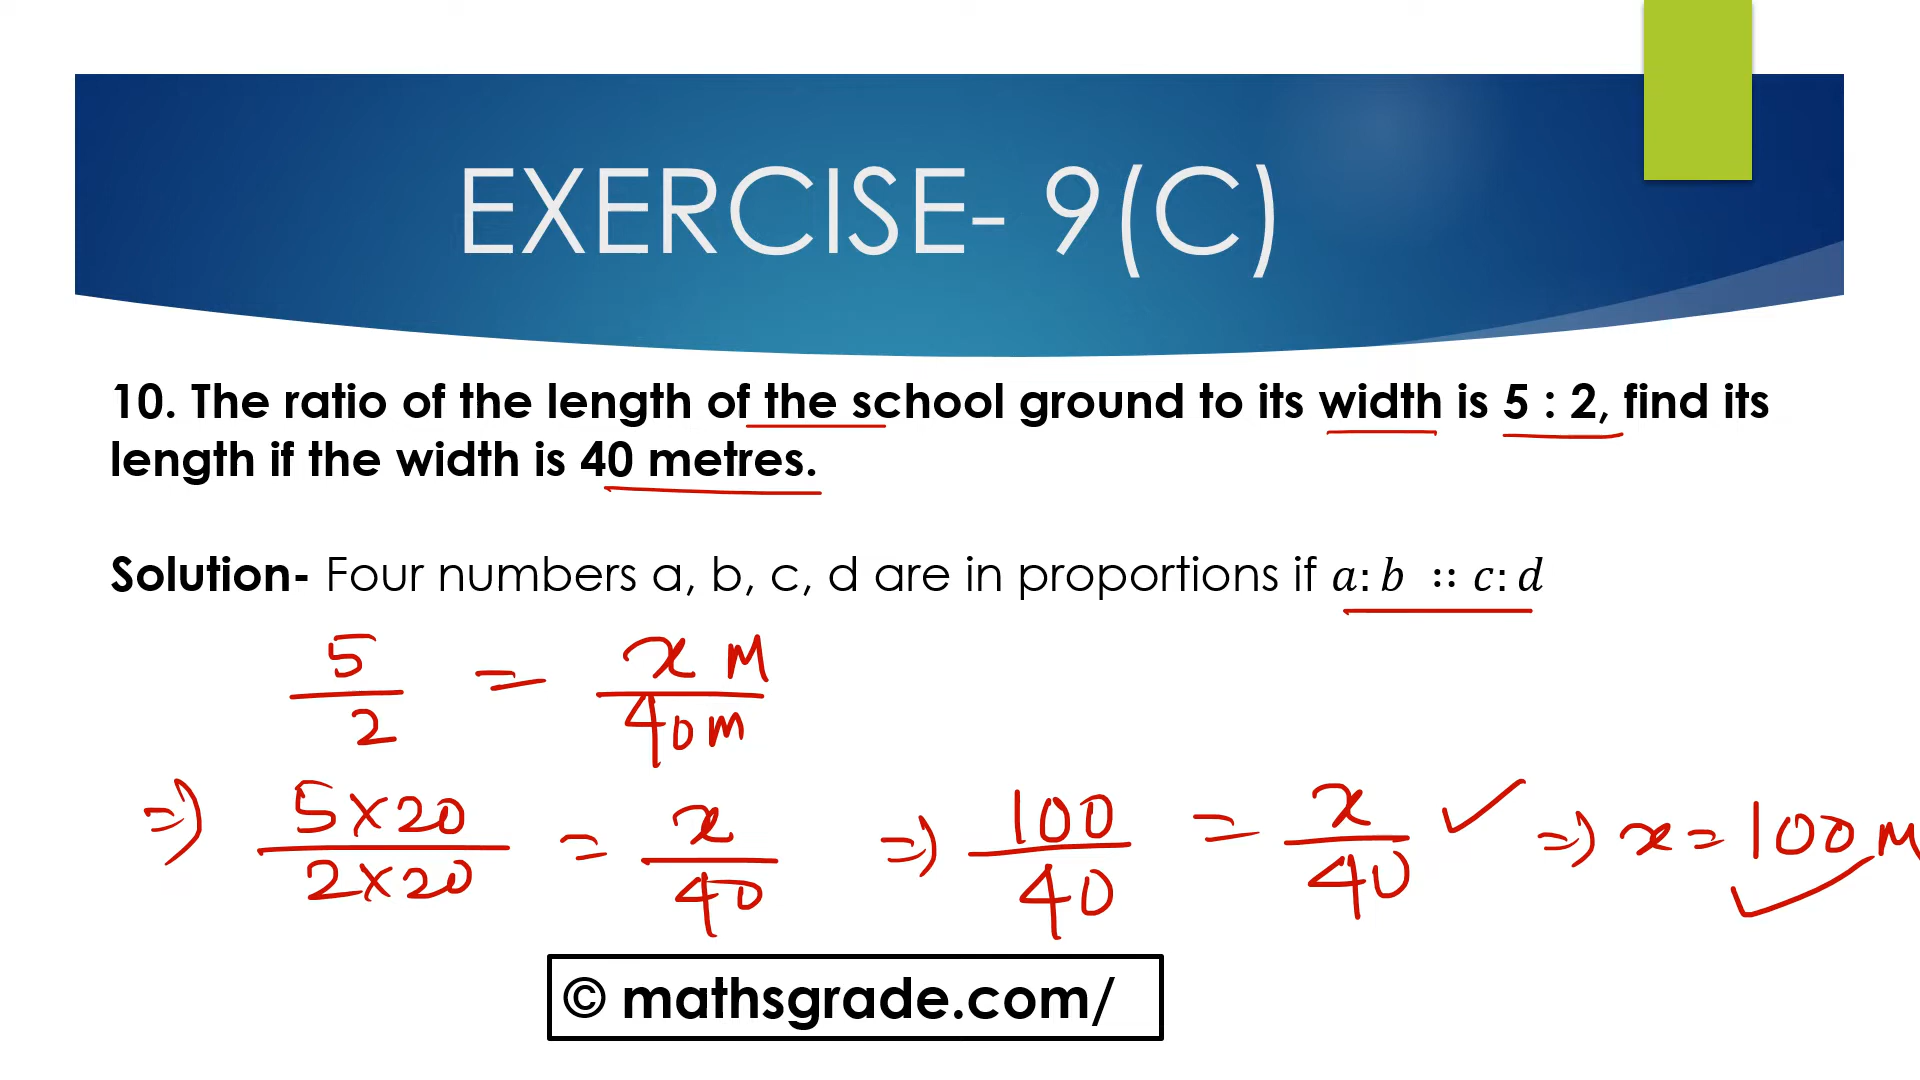 EXERCISE- 9(C)
10. The ratio of the length of the school ground to its width is 5 : 2, find its
length if the width is 40 metres.
Solution- Four numbers a, b, c, d are in proportions if a: b :: c: d
5/2 = x M/40 m
⇒ 5×20/2×20 = x/40 ⇒ 100/40 = x/40 ✓ ⇒ x = 100 M
© mathsgrade.com/